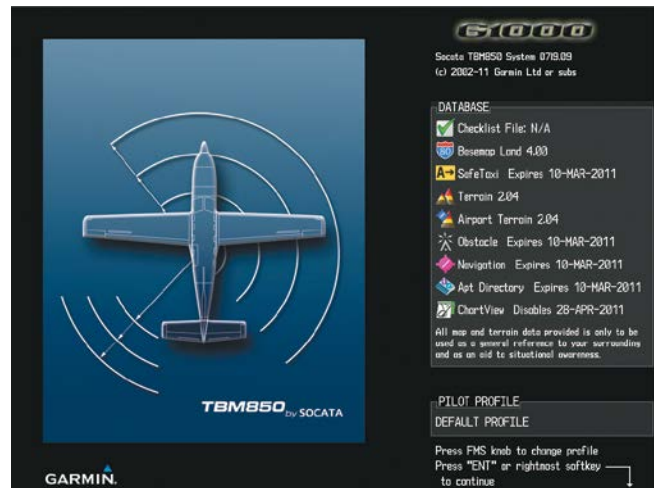 G1000
Socata TBM850 System 0719.09
(c) 2002-11 Garmin Ltd or subs
DATABASE
Checklist File: N/A
80 Basemap Land 4.00
A→ SafeTaxi Expires 10-MAR-2011
Terrain 2.04
Airport Terrain 2.04
Obstacle Expires 10-MAR-2011
Navigation Expires 10-MAR-2011
Apt Directory Expires 10-MAR-2011
ChartView Disables 28-APR-2011
All map and terrain data provided is only to be
used as a general reference to your surrounding
and as an aid to situational awareness.
TBM850 by SOCATA
PILOT PROFILE
DEFAULT PROFILE
Press FMS knob to change profile
Press "ENT" or rightmost softkey
to continue
GARMIN.